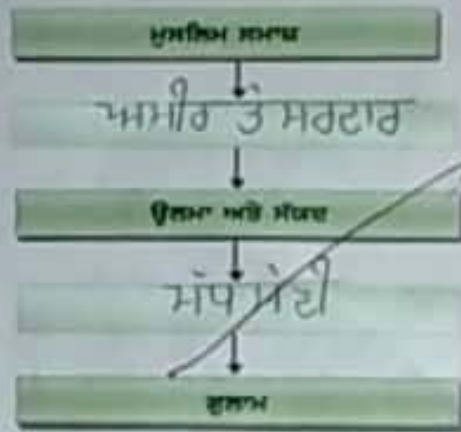 ਮੁਸਲਿਮ ਸਮਾਜ
ਅਮੀਰ ਤੇ ਸਰਦਾਰ
ਉਲਮਾ ਅਤੇ ਸੱਯਦ
ਮੱਧ ਸ਼੍ਰੇਣੀ
ਗੁਲਾਮ